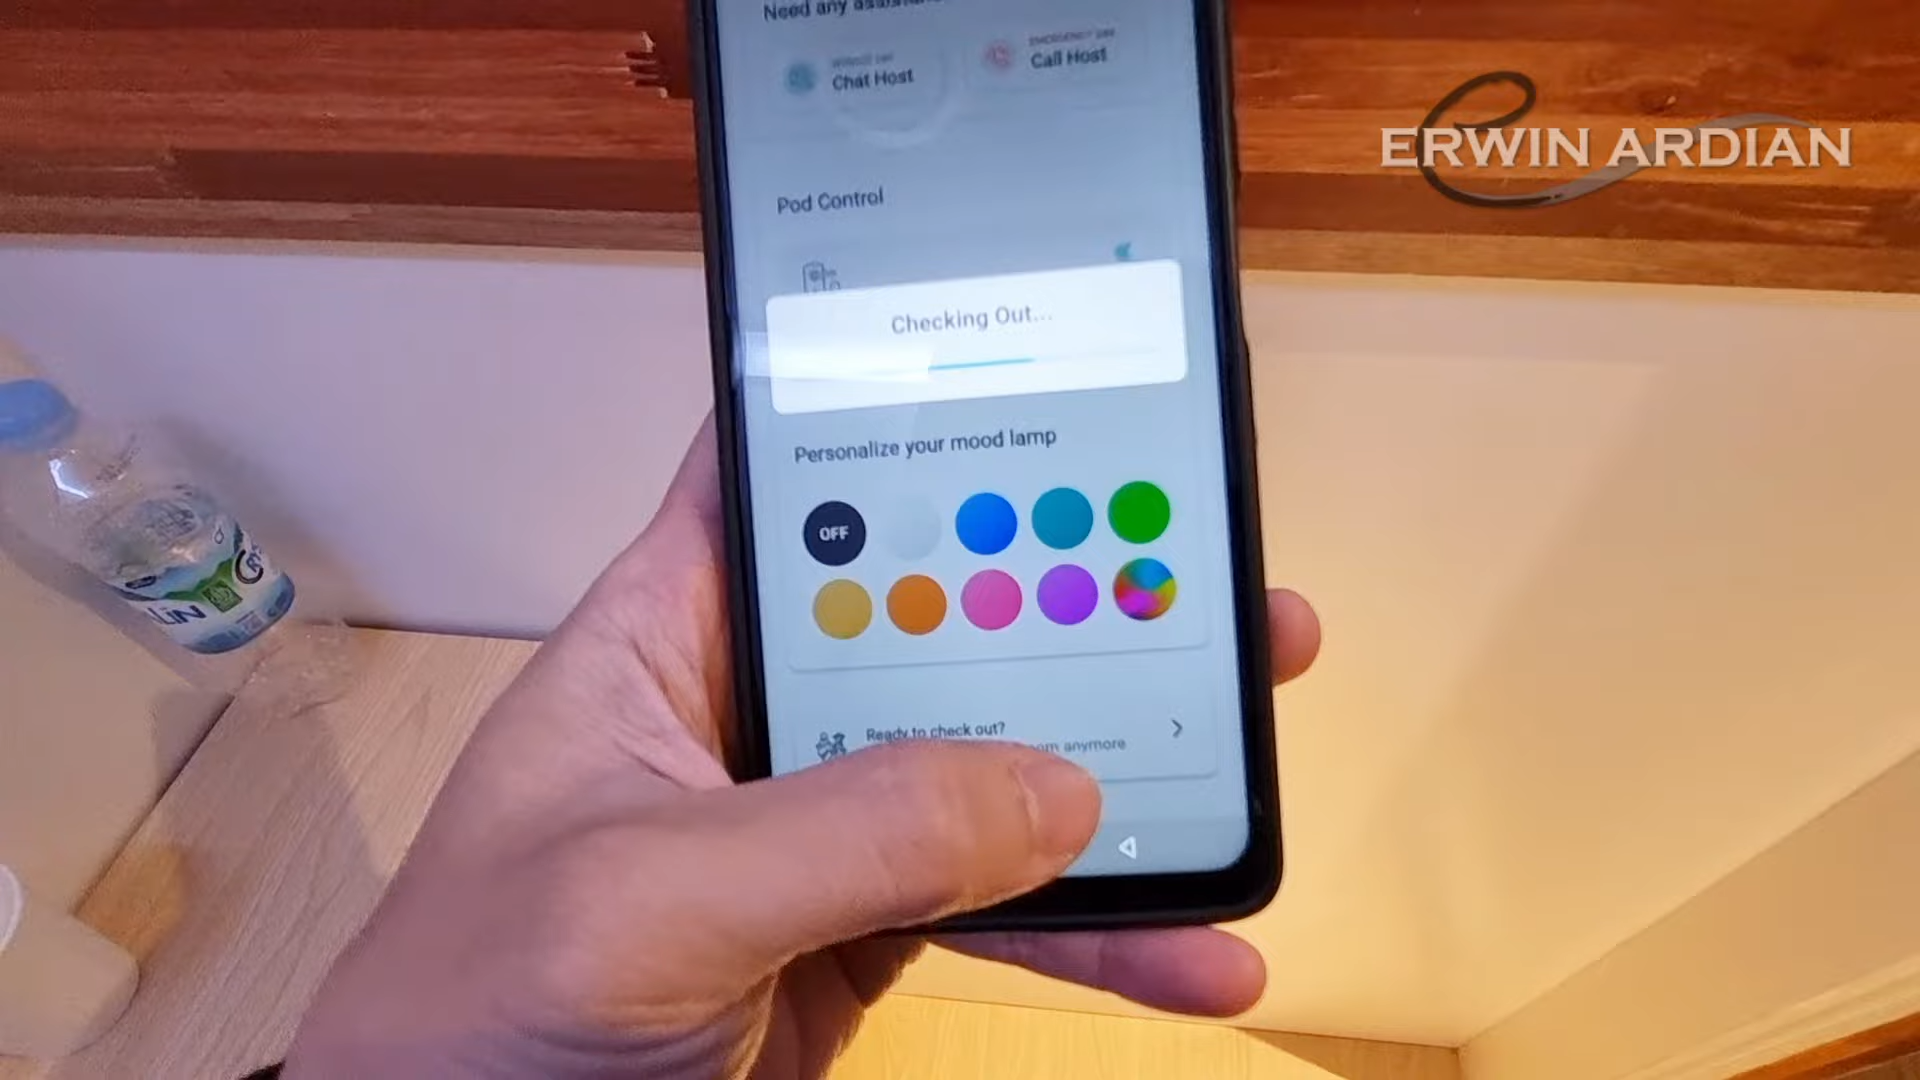 Need any
Chat Host
Call Host
ERWIN ARDIAN
Pod Control
Checking Out...
Personalize your mood lamp
OFF
Ready to check out?
anymore